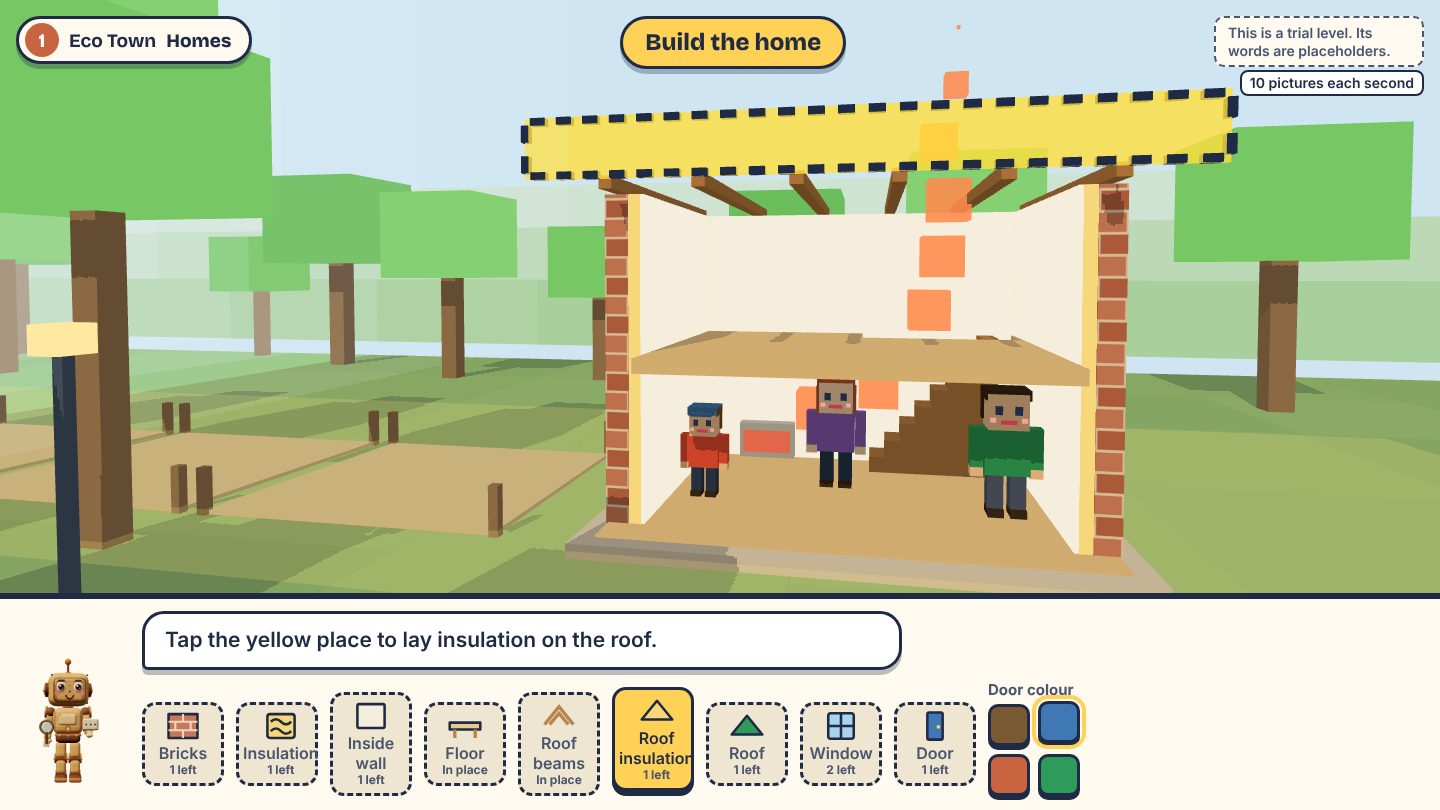 1 Eco Town Homes
Build the home
This is a trial level. Its
words are placeholders.
10 pictures each second
Tap the yellow place to lay insulation on the roof.
Bricks
1 left
Insulation
1 left
Inside
wall
1 left
Floor
In place
Roof
beams
In place
Roof
insulation
1 left
Roof
1 left
Window
2 left
Door
1 left
Door colour